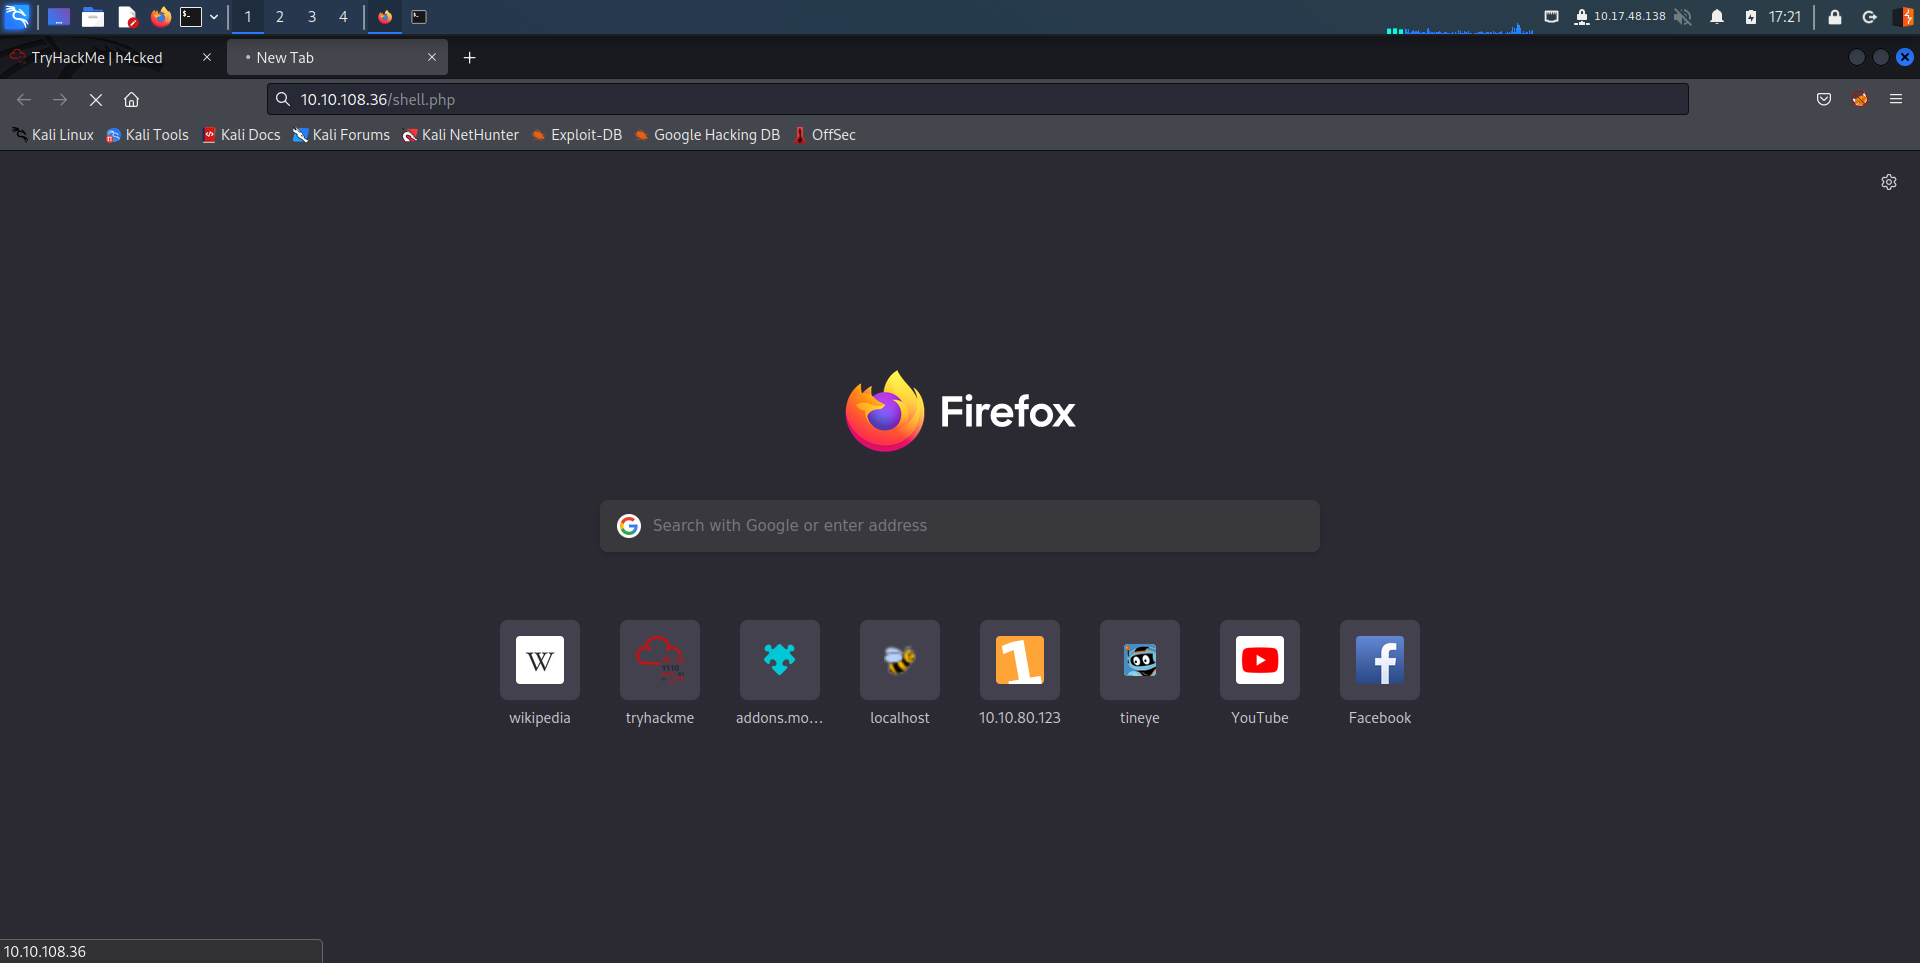 1 2 3 4 10.17.48.138 17:21
TryHackMe | h4cked New Tab
10.10.108.36/shell.php
Kali Linux Kali Tools Kali Docs Kali Forums Kali NetHunter Exploit-DB Google Hacking DB OffSec
Firefox
Search with Google or enter address
wikipedia tryhackme addons.mo... localhost 10.10.80.123 tineye YouTube Facebook
10.10.108.36